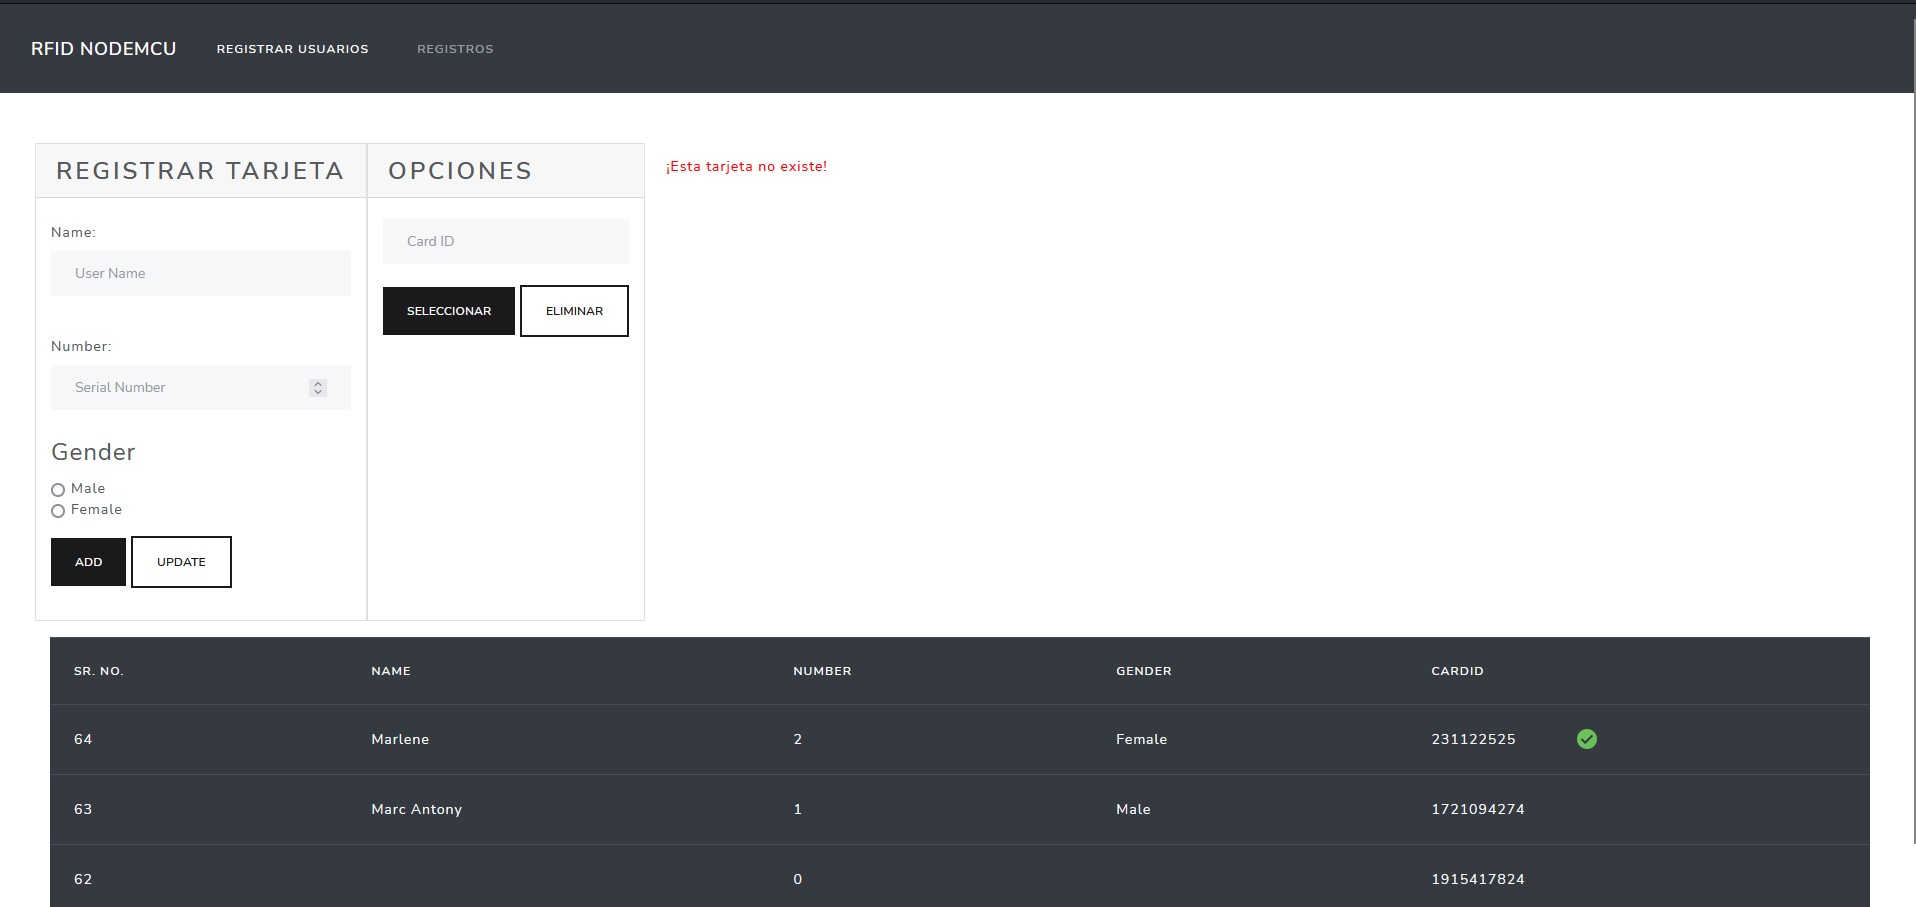 RFID NODEMCU REGISTRAR USUARIOS REGISTROS
REGISTRAR TARJETA
Name:
User Name
Number:
Serial Number
Gender
Male
Female
ADD UPDATE
OPCIONES
Card ID
SELECCIONAR ELIMINAR
¡Esta tarjeta no existe!
SR. NO. NAME NUMBER GENDER CARDID
64 Marlene 2 Female 231122525
63 Marc Antony 1 Male 1721094274
62 0 1915417824